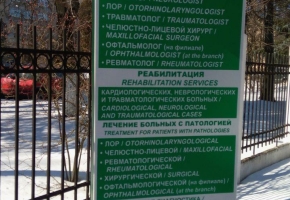 • ЛОР / OTORHINOLARYNGOLOGIST
• ТРАВМАТОЛОГ / TRAUMATOLOGIST
• ЧЕЛЮСТНО-ЛИЦЕВОЙ ХИРУРГ /
MAXILLOFACIAL SURGEON
• ОФТАЛЬМОЛОГ (на филиале) /
OPHTHALMOLOGIST (at the branch)
• РЕВМАТОЛОГ / RHEUMATOLOGIST
РЕАБИЛИТАЦИЯ
REHABILITATION SERVICES
КАРДИОЛОГИЧЕСКИХ, НЕВРОЛОГИЧЕСКИХ
И ТРАВМАТОЛОГИЧЕСКИХ БОЛЬНЫХ /
CARDIOLOGICAL, NEUROLOGICAL
AND TRAUMATOLOGICAL CASES
ЛЕЧЕНИЕ БОЛЬНЫХ С ПАТОЛОГИЕЙ
TREATMENT FOR PATIENTS WITH PATHOLOGIES
• ЛОР / OTORHINOLARYNGOLOGICAL
• ЧЕЛЮСТНО-ЛИЦЕВОЙ / MAXILLOFACIAL
• РЕВМАТОЛОГИЧЕСКОЙ /
RHEUMATOLOGICAL
• ХИРУРГИЧЕСКОЙ / SURGICAL
• ОФТАЛЬМОЛОГИЧЕСКОЙ (на филиале) /
OPHTHALMOLOGICAL (at the branch)